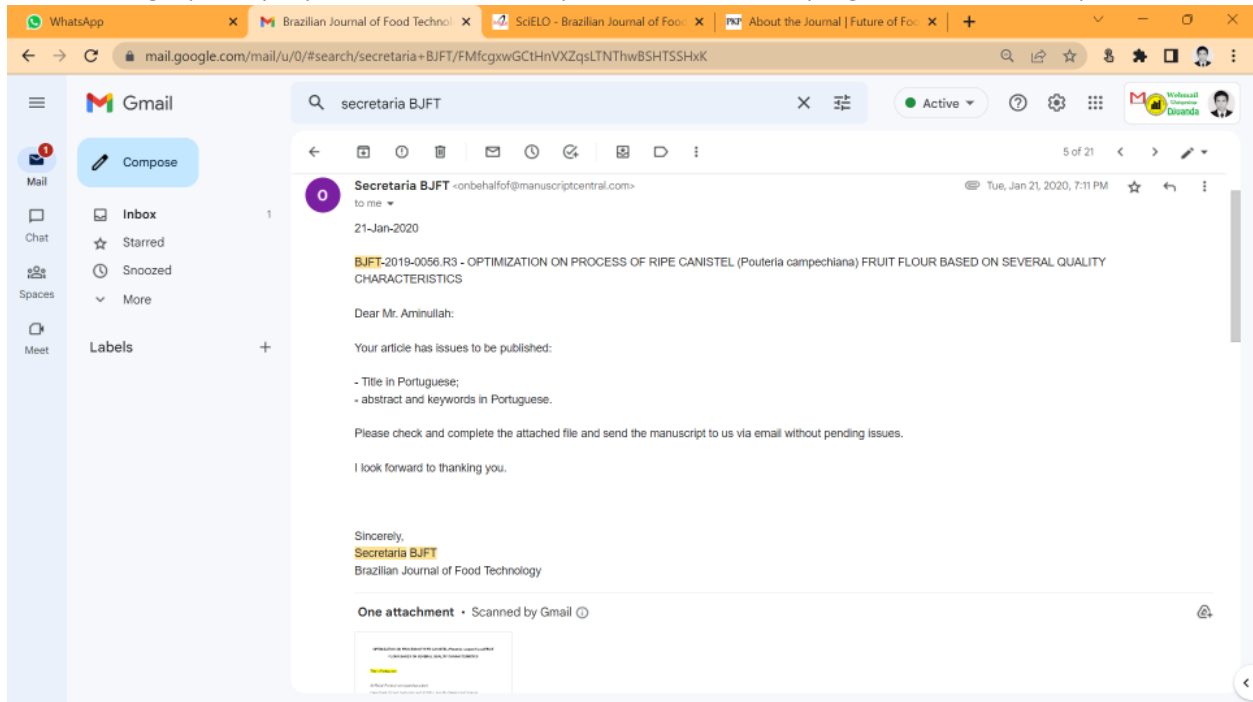 WhatsApp
Brazilian Journal of Food Technol
SciELO - Brazilian Journal of Foo
PKP About the Journal | Future of Foo
mail.google.com/mail/u/0/#search/secretaria+BJFT/FMfcgxwGCtHnVXZqsLTNThwBSHTSSHxK
Gmail
secretaria BJFT
Active
Webmail
Djuanda
1
Mail
Compose
5 of 21
Chat
Spaces
Meet
Inbox 1
Starred
Snoozed
More
Labels
O
Secretaria BJFT <onbehalfof@manuscriptcentral.com>
Tue, Jan 21, 2020, 7:11 PM
to me
21-Jan-2020
BJFT-2019-0056.R3 - OPTIMIZATION ON PROCESS OF RIPE CANISTEL (Pouteria campechiana) FRUIT FLOUR BASED ON SEVERAL QUALITY
CHARACTERISTICS
Dear Mr. Aminullah:
Your article has issues to be published:
- Title in Portuguese;
- abstract and keywords in Portuguese.
Please check and complete the attached file and send the manuscript to us via email without pending issues.
I look forward to thanking you.
Sincerely,
Secretaria BJFT
Brazilian Journal of Food Technology
One attachment • Scanned by Gmail